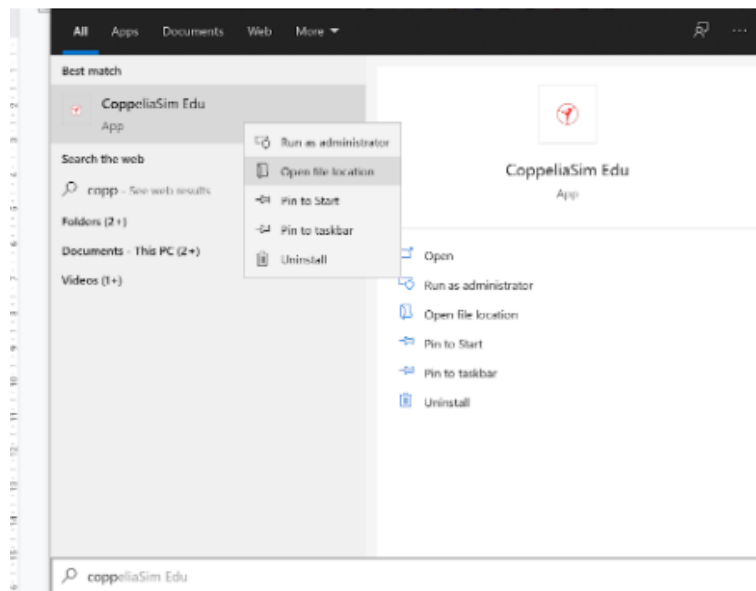 All Apps Documents Web More
Best match
CoppeliaSim Edu
App
Search the web
copp - See web results
Folders (2+)
Documents - This PC (2+)
Videos (1+)
Run as administrator
Open file location
Pin to Start
Pin to taskbar
Uninstall
CoppeliaSim Edu
App
Open
Run as administrator
Open file location
Pin to Start
Pin to taskbar
Uninstall
coppeliaSim Edu